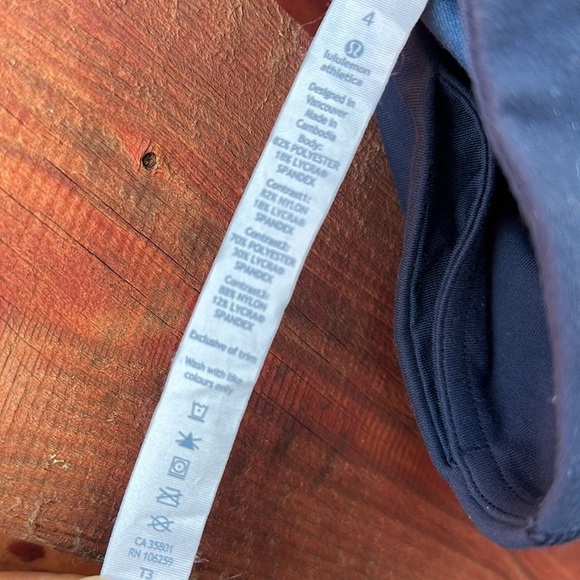 4
lululemon
athletica
Designed in
Vancouver
Made in
Cambodia
Body:
82% POLYESTER
18% LYCRA®
SPANDEX
Contrast1:
82% NYLON
18% LYCRA®
SPANDEX
Contrast2:
70% POLYESTER
30% LYCRA®
SPANDEX
Contrast3:
88% NYLON
12% LYCRA®
SPANDEX
Exclusive of trim
Wash with like
colours only
CA 35801
RN 106259
T3